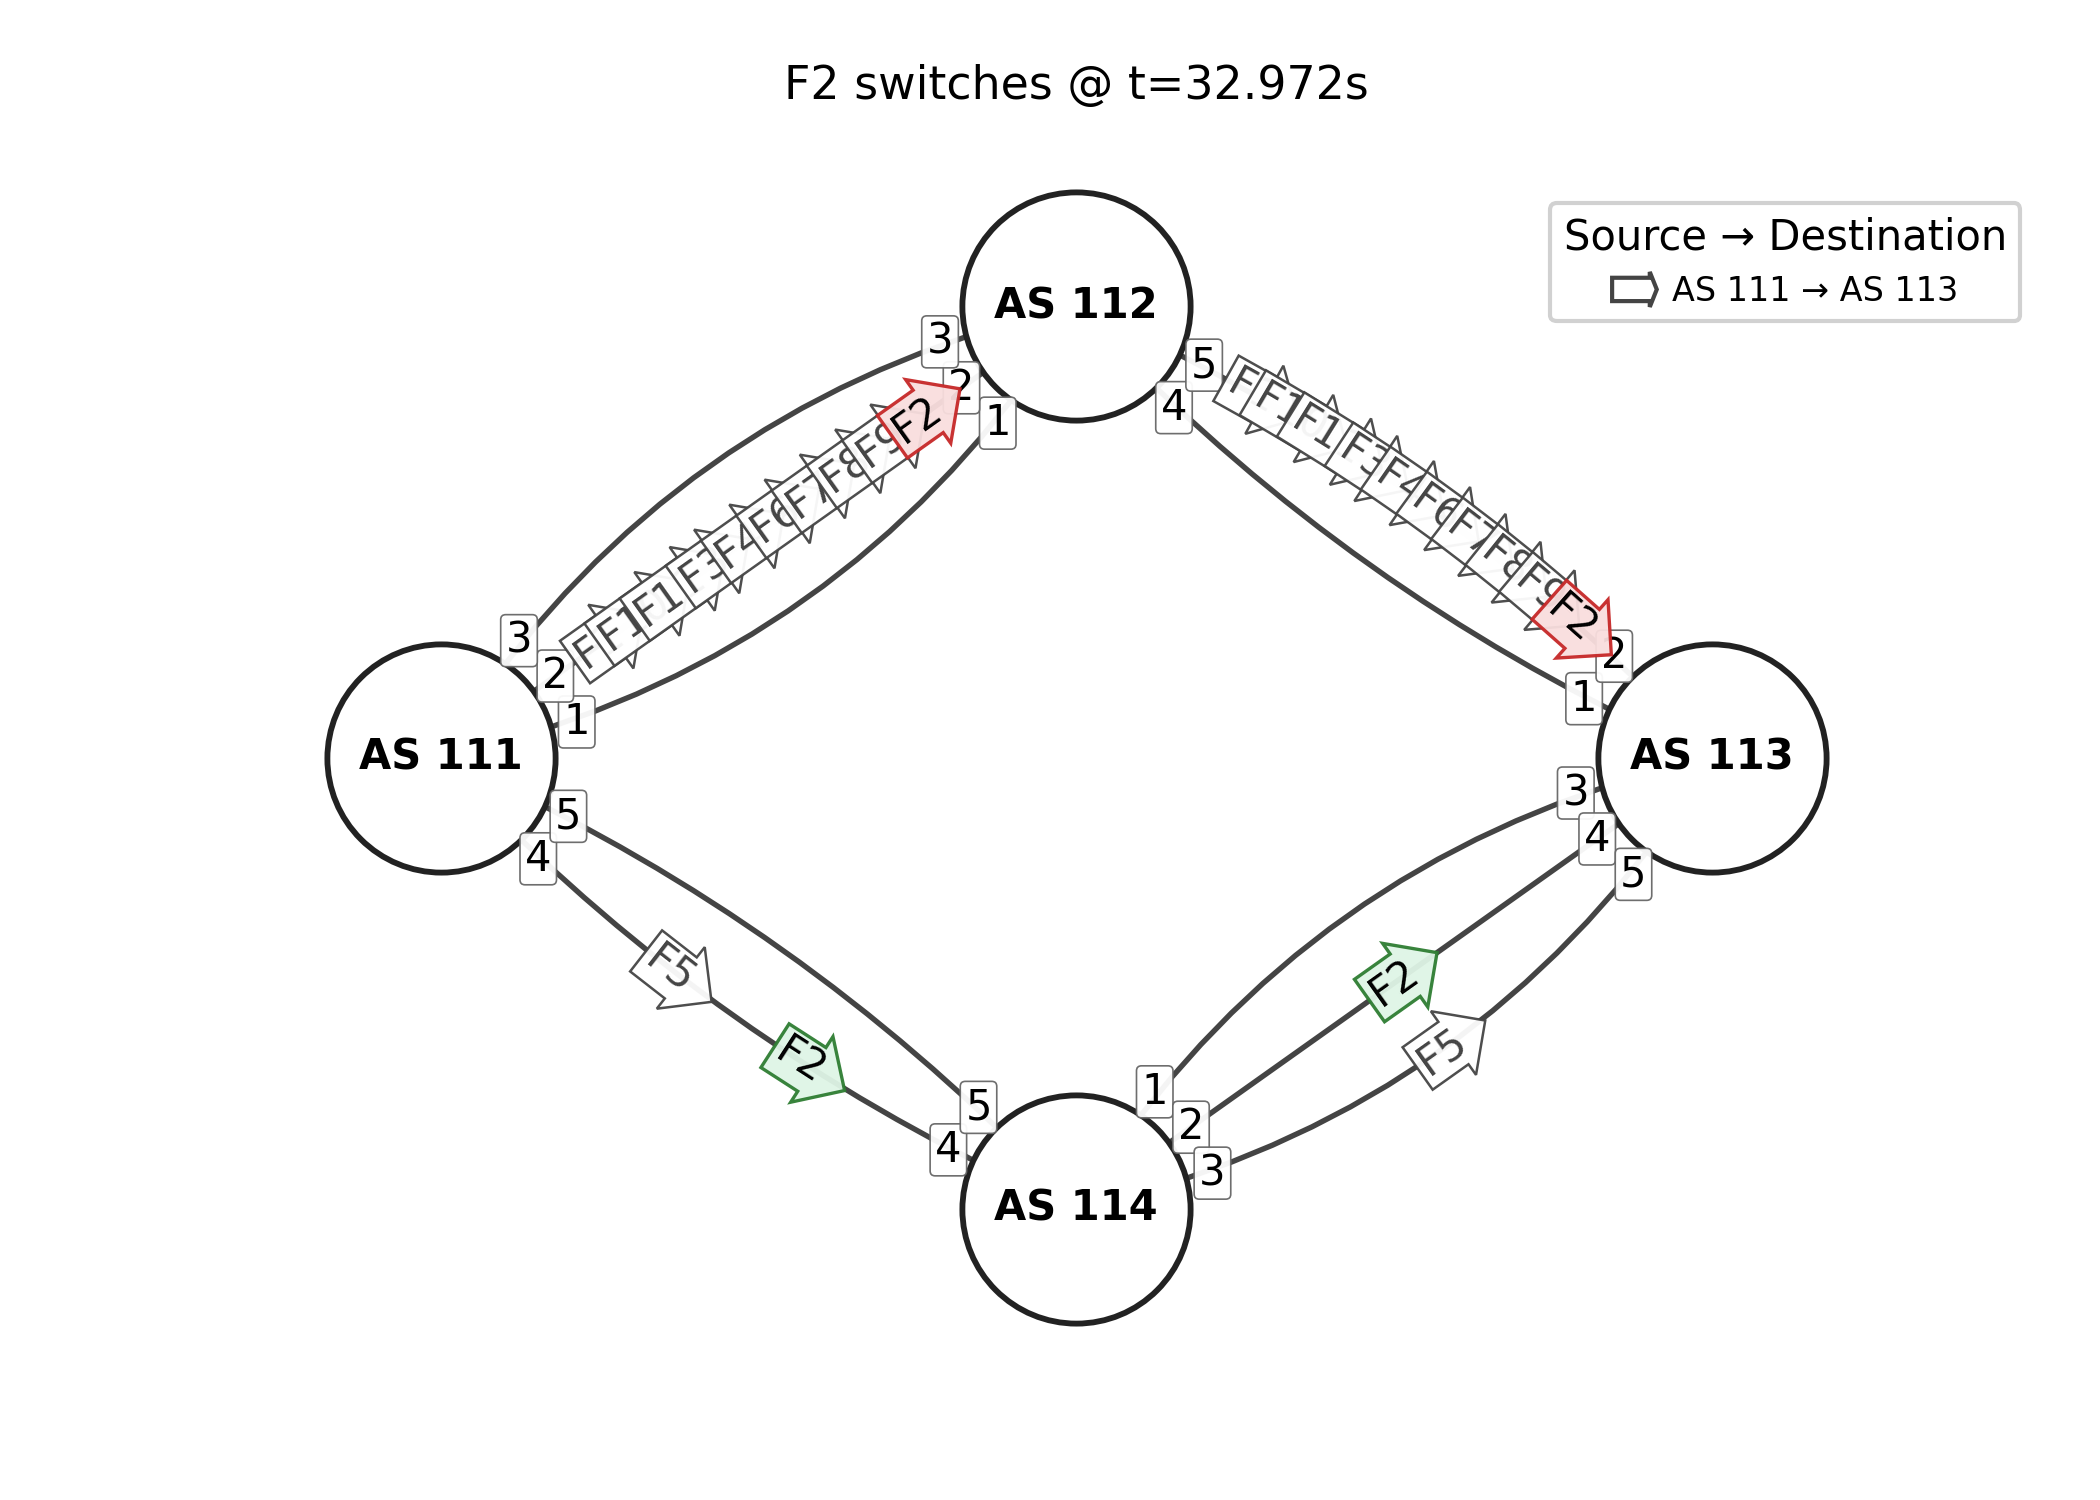 F2 switches @ t=32.972s
Source → Destination
AS 111 → AS 113
AS 112
3
2
1
5
4
F2
F9
F8
F7
F6
F4
F3
F1
F1
F
F
F1
F1
F3
F4
F6
F7
F8
F9
F2
2
1
3
2
1
AS 111
5
4
AS 113
3
4
5
F5
F2
F2
F5
5
4
1
2
3
AS 114